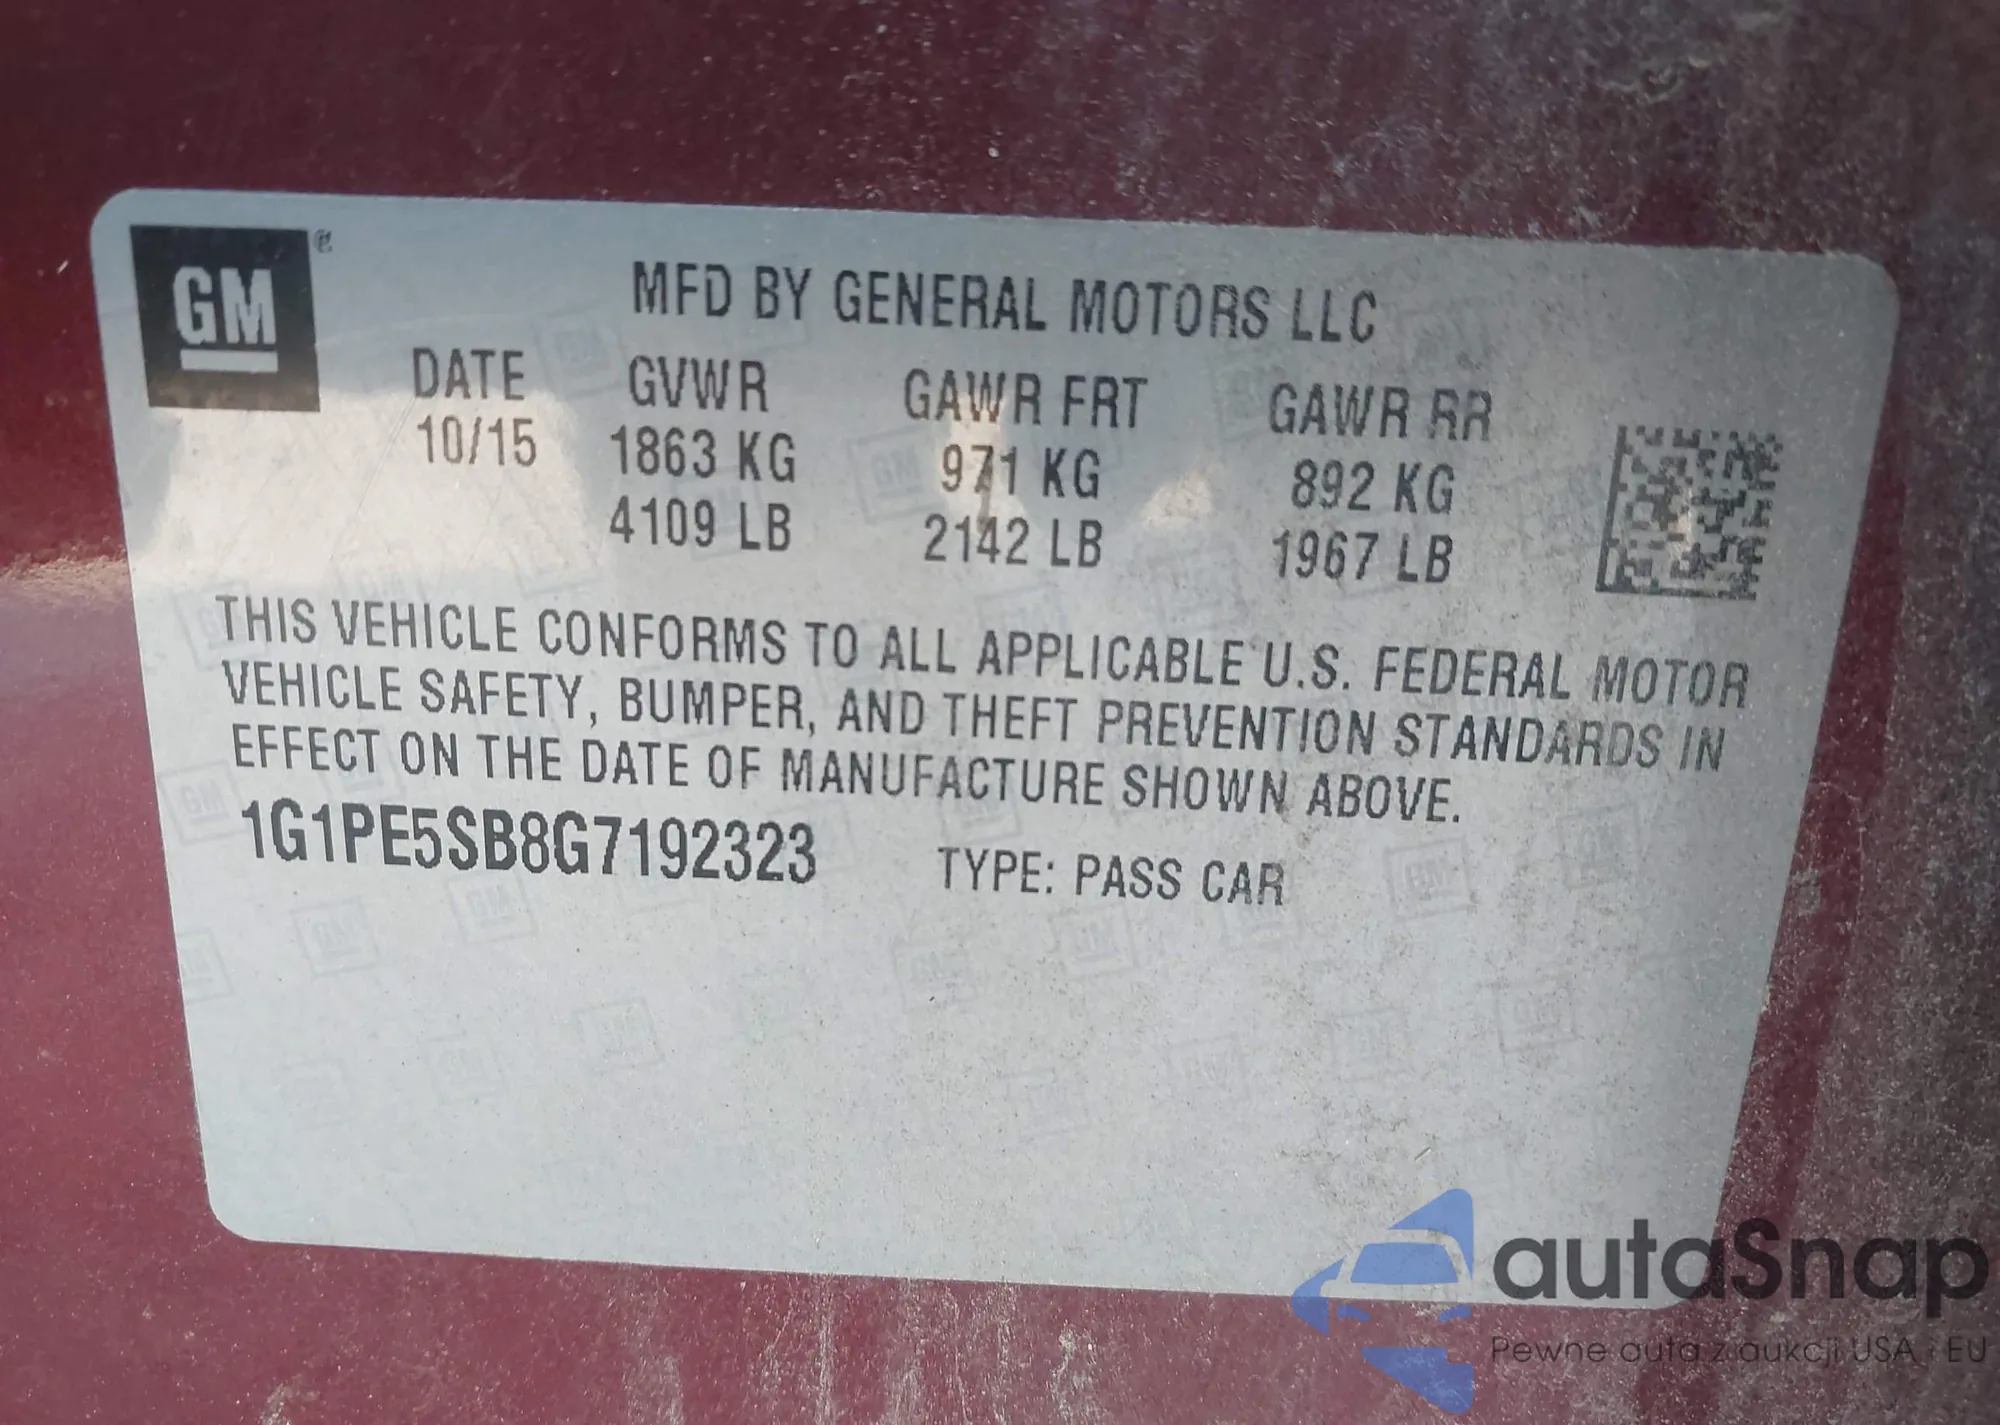 GM
MFD BY GENERAL MOTORS LLC
DATE GVWR GAWR FRT GAWR RR
10/15 1863 KG 971 KG 892 KG
4109 LB 2142 LB 1967 LB
THIS VEHICLE CONFORMS TO ALL APPLICABLE U.S. FEDERAL MOTOR
VEHICLE SAFETY, BUMPER, AND THEFT PREVENTION STANDARDS IN
EFFECT ON THE DATE OF MANUFACTURE SHOWN ABOVE.
1G1PE5SB8G7192323 TYPE: PASS CAR
autaSnap
Pewne auta z aukcji USA i EU